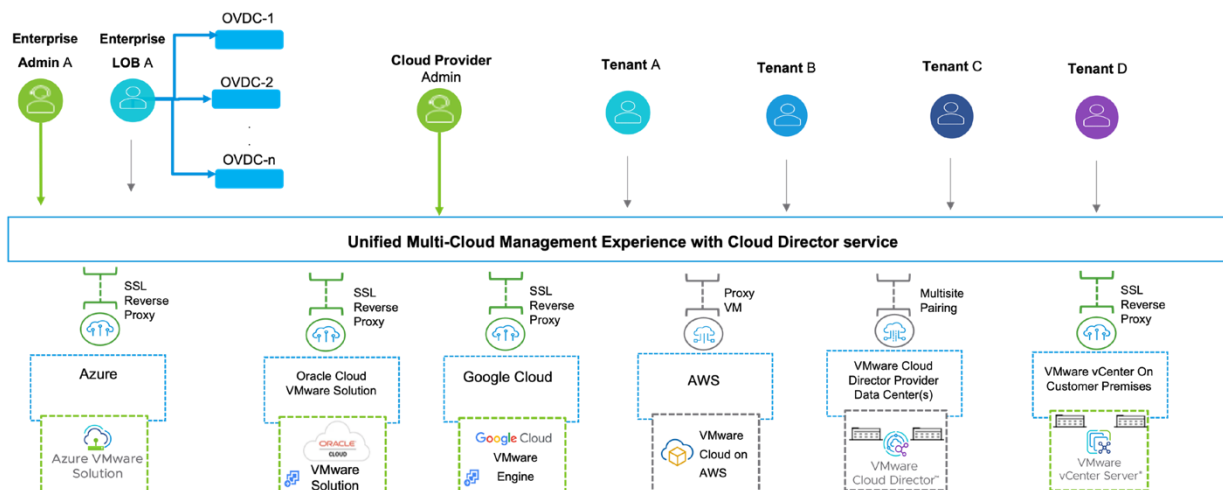 OVDC-1
Enterprise
Admin A
Enterprise
LOB A
OVDC-2
.
.
OVDC-n
Cloud Provider
Admin
Tenant A
Tenant B
Tenant C
Tenant D
Unified Multi-Cloud Management Experience with Cloud Director service
SSL
Reverse
Proxy
SSL
Reverse
Proxy
SSL
Reverse
Proxy
Proxy
VM
Multisite
Pairing
SSL
Reverse
Proxy
Azure
Oracle Cloud
VMware Solution
Google Cloud
AWS
VMware Cloud
Director Provider
Data Center(s)
VMware vCenter On
Customer Premises
Azure VMware
Solution
ORACLE
CLOUD
VMware
Solution
Google Cloud
VMware
Engine
VMware
Cloud on
AWS
VMware
Cloud Director™
VMware
vCenter Server*